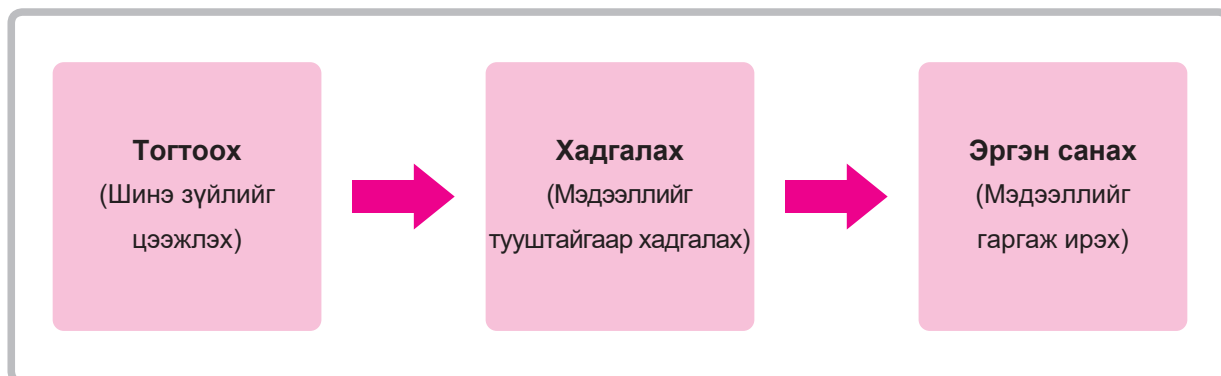 Тогтоох
(Шинэ зүйлийг
цээжлэх)
Хадгалах
(Мэдээллийг
тууштайгаар хадгалах)
Эргэн санах
(Мэдээллийг
гаргаж ирэх)